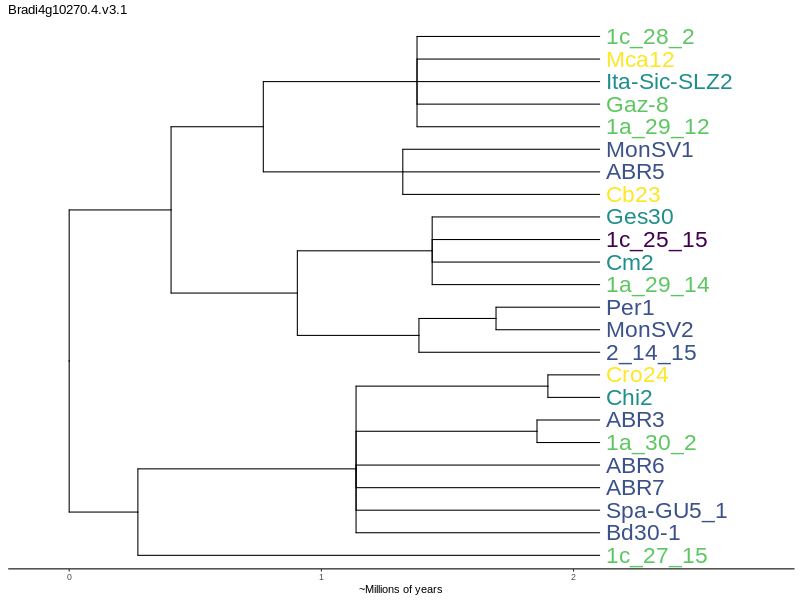 Bradi4g10270.4.v3.1
1c_28_2
Mca12
Ita-Sic-SLZ2
Gaz-8
1a_29_12
MonSV1
ABR5
Cb23
Ges30
1c_25_15
Cm2
1a_29_14
Per1
MonSV2
2_14_15
Cro24
Chi2
ABR3
1a_30_2
ABR6
ABR7
Spa-GU5_1
Bd30-1
1c_27_15
0 1 2
~Millions of years